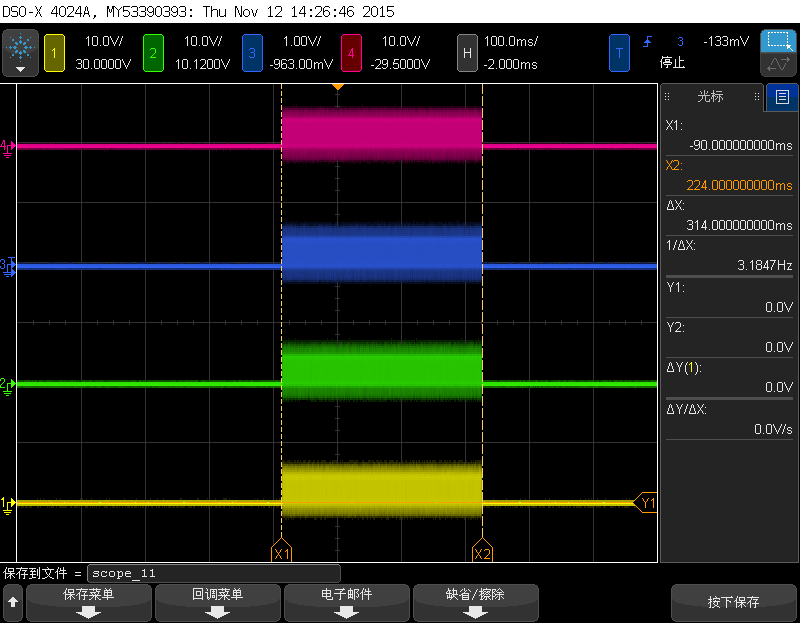 DSO-X 4024A, MY53390393: Thu Nov 12 14:26:46 2015
1 10.0V/ 2 10.0V/ 3 1.00V/ 4 10.0V/ H 100.0ms/ T 3 -133mV
30.0000V 10.1200V -963.00mV -29.5000V -2.000ms 停止
光标
X1:
-90.000000000ms
X2:
224.000000000ms
ΔX:
314.000000000ms
1/ΔX:
3.1847Hz
Y1:
0.0V
Y2:
0.0V
ΔY(1):
0.0V
ΔY/ΔX:
0.0V/s
4
3
T
2
1
Y1
X1 X2
保存到文件 = scope_11
保存菜单 回调菜单 电子邮件 缺省/擦除 按下保存